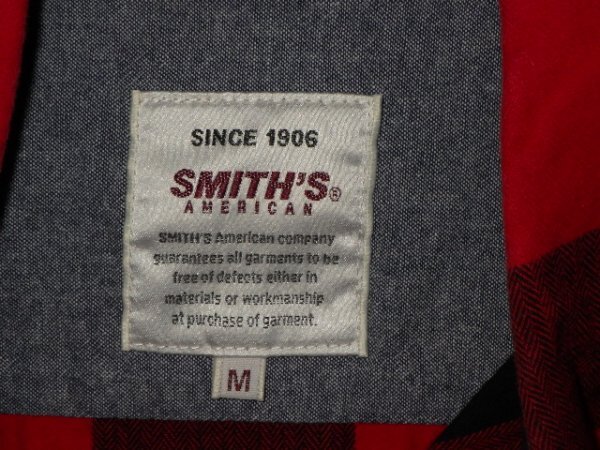 SINCE 1906
SMITH'S®
AMERICAN
SMITH'S American company
guarantees all garments to be
free of defects either in
materials or workmanship
at purchase of garment.
M